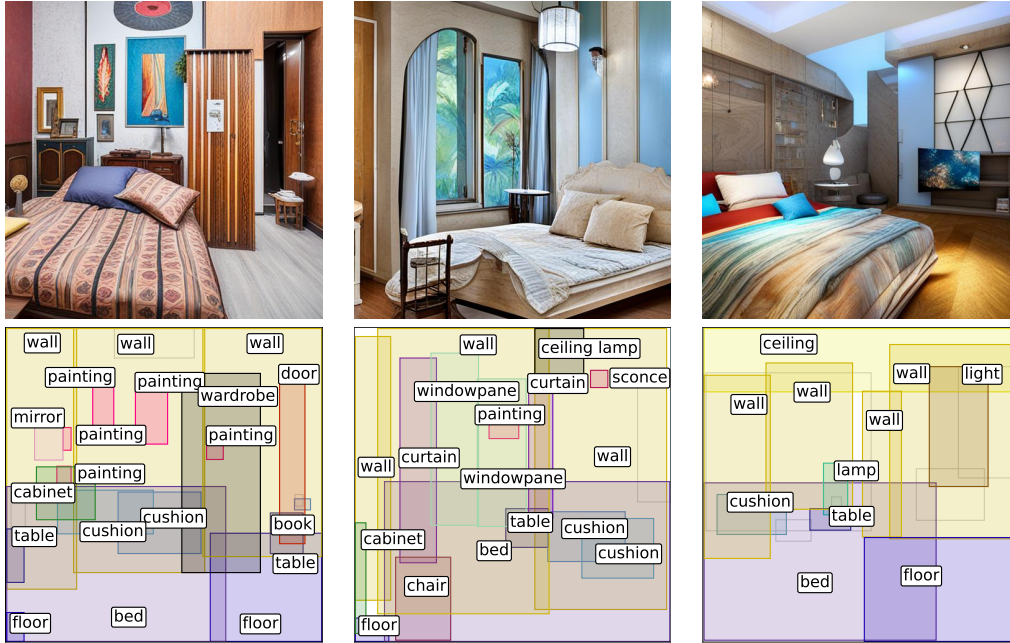 wall
wall
wall
painting
painting
door
wardrobe
mirror
painting
painting
painting
cabinet
cushion
cushion
book
table
table
floor
bed
floor
wall
ceiling lamp
windowpane
curtain
sconce
painting
curtain
wall
wall
windowpane
table
cushion
cabinet
bed
cushion
chair
floor
ceiling
wall
light
wall
wall
wall
lamp
cushion
table
bed
floor